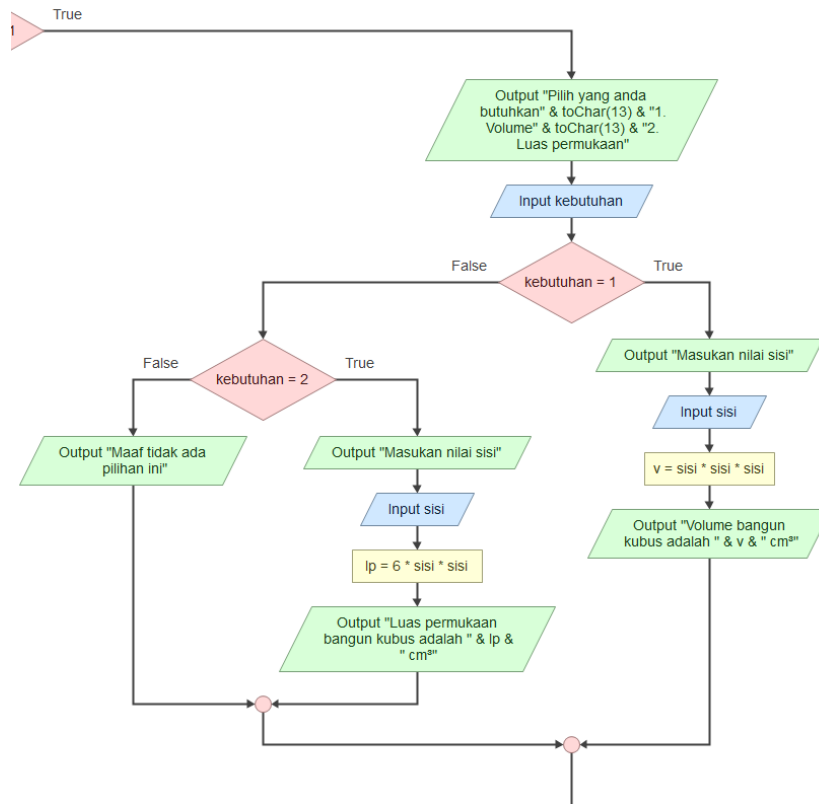 True
1
Output "Pilih yang anda
butuhkan" & toChar(13) & "1.
Volume" & toChar(13) & "2.
Luas permukaan"
Input kebutuhan
False
True
kebutuhan = 1
False
True
kebutuhan = 2
Output "Masukan nilai sisi"
Input sisi
v = sisi * sisi * sisi
Output "Volume bangun
kubus adalah " & v & " cm³"
Output "Maaf tidak ada
pilihan ini"
Output "Masukan nilai sisi"
Input sisi
lp = 6 * sisi * sisi
Output "Luas permukaan
bangun kubus adalah " & lp &
" cm³"